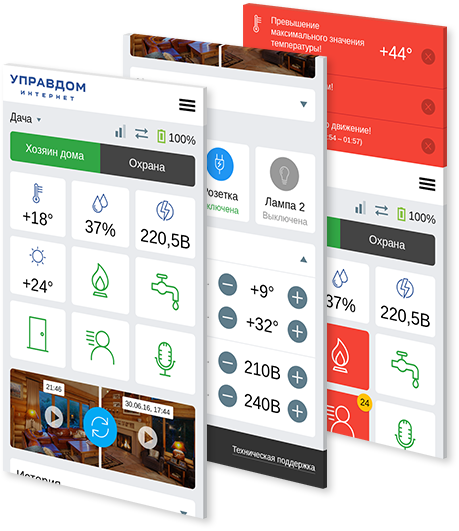 УПРАВДОМ
ИНТЕРНЕТ
Дача
100%
Хозяин дома
Охрана
+18°
37%
220,5В
+24°
21:46
30.06.16, 17:44
История
Розетка
Лампа 2
Выключена
+9°
+32°
210В
240В
Техническая поддержка
Превышение
максимального значения
температуры!
+44°
движение!
– 01:57)
100%
Охрана
37%
220,5В
24